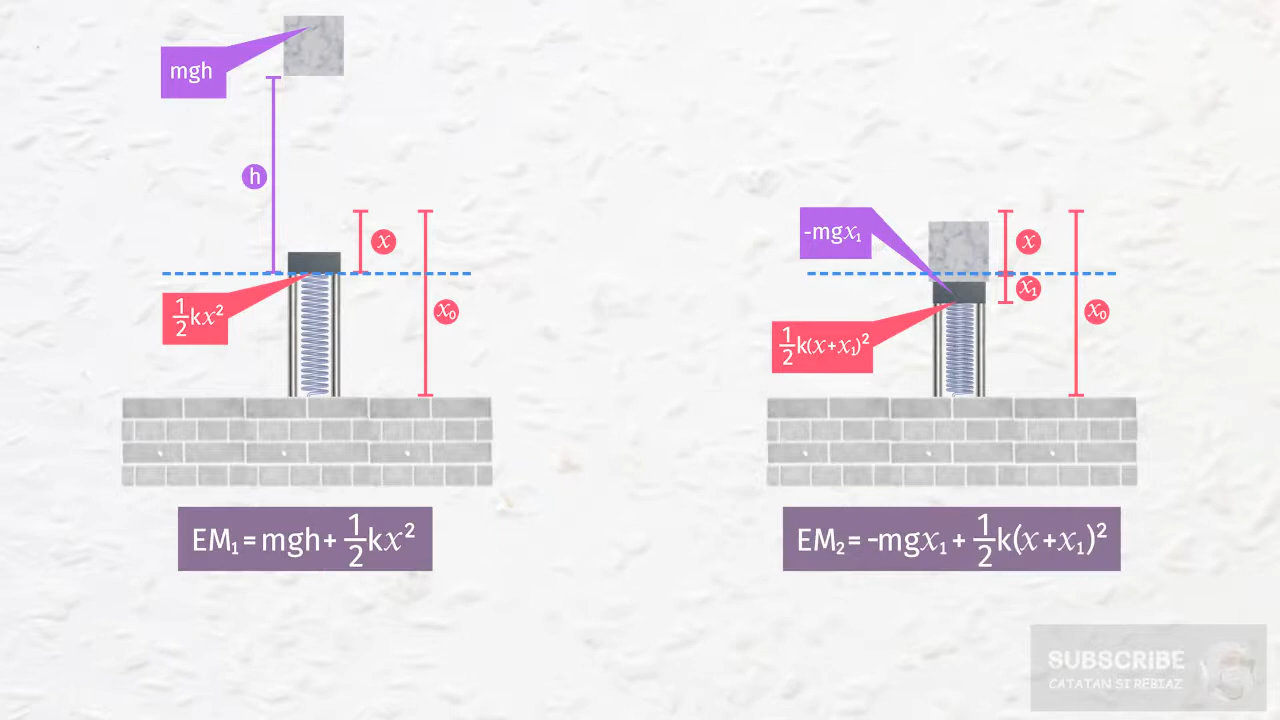 mgh
h
x
x₀
½kx²
EM₁ = mgh + ½kx²
-mgx₁
x
x₁
x₀
½k(x+x₁)²
EM₂ = -mgx₁ + ½k(x+x₁)²
SUBSCRIBE
CATATAN SI REBIAZ